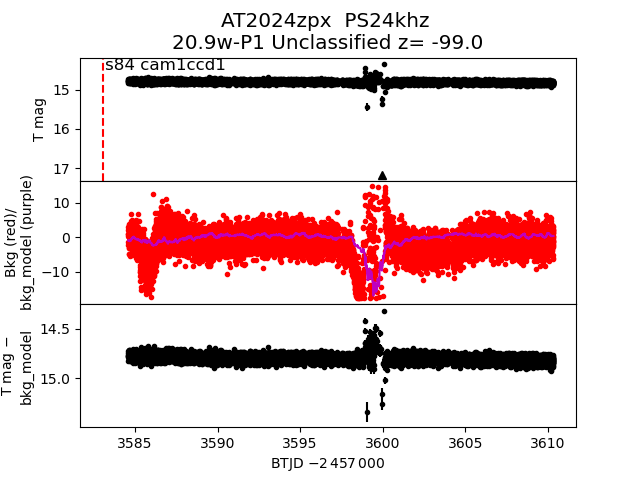 AT2024zpx  PS24khz
20.9w-P1 Unclassified z= -99.0
s84 cam1ccd1
15
16
17
T mag
10
0
−10
Bkg (red)/
bkg_model (purple)
14.5
15.0
T mag −
bkg_model
3585
3590
3595
3600
3605
3610
BTJD −2 457 000